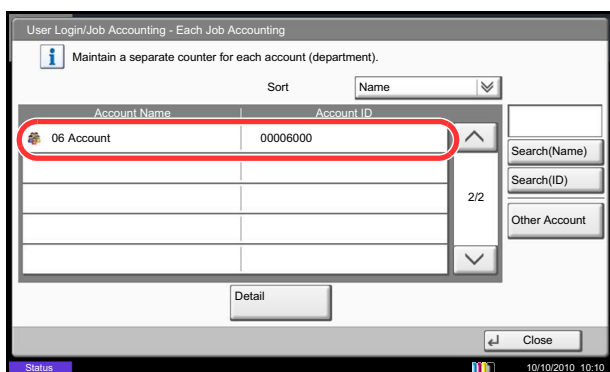 User Login/Job Accounting - Each Job Accounting
Maintain a separate counter for each account (department).
Sort Name
Account Name Account ID
06 Account 00006000
Search(Name)
Search(ID)
2/2
Other Account
Detail
Close
Status 10/10/2010 10:10